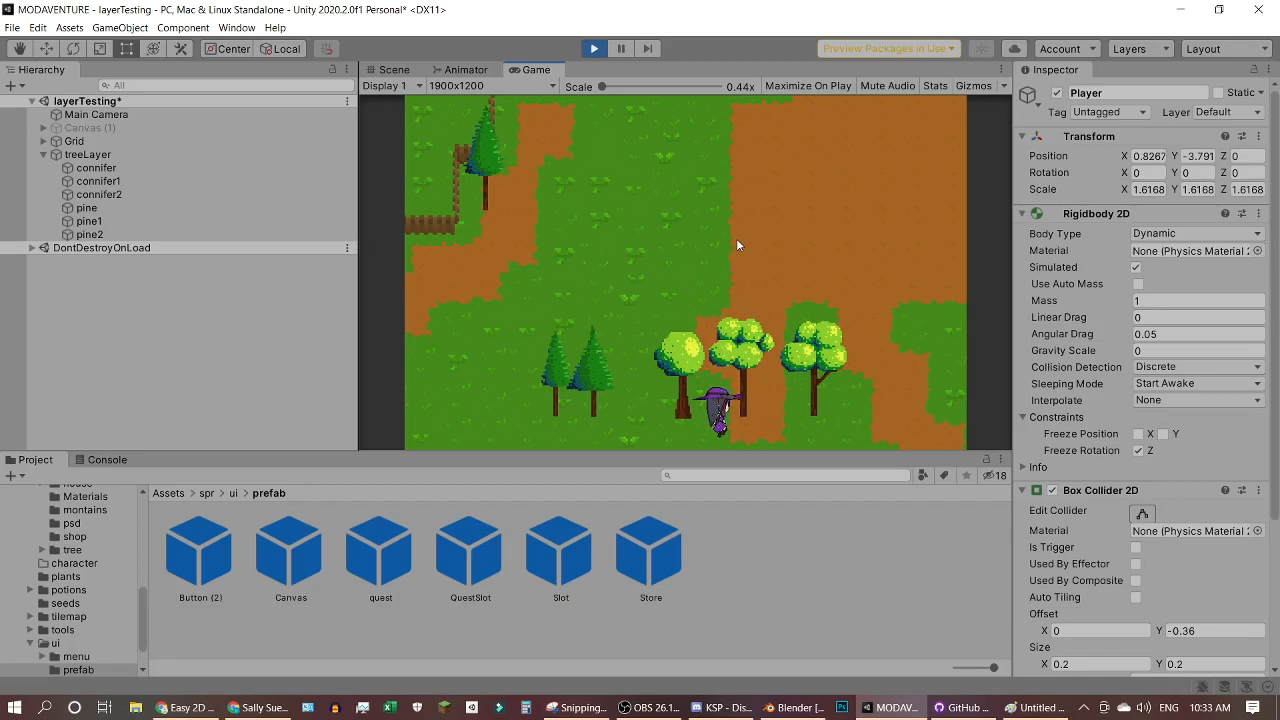 MODAVENTURE - layerTesting - PC, Mac & Linux Standalone - Unity 2020.2.0f1 Personal* <DX11>
File Edit Assets GameObject Component Window Help
Center Local Preview Packages in Use Account Layers Layout
Hierarchy Scene Animator Game Inspector
All Display 1 1900x1200 Scale 0.44x Maximize On Play Mute Audio Stats Gizmos
Player Static
layerTesting*
Main Camera
Tag Untagged Layer Default
Canvas (1)
Grid
Transform
treeLayer
Position X 0.8267 Y -3.791 Z 0
connifer
Rotation X 0 Y 0 Z 0
connifer1
Scale X 1.6168 Y 1.6168 Z 1.6168
connifer2
pine
Rigidbody 2D
pine1
pine2
Body Type Dynamic
DontDestroyOnLoad
Material None (Physics Material
Simulated
Use Auto Mass
Mass 1
Linear Drag 0
Angular Drag 0.05
Gravity Scale 0
Collision Detection Discrete
Sleeping Mode Start Awake
Interpolate None
Constraints
Freeze Position X Y
Freeze Rotation Z
Info
Project Console
18
Box Collider 2D
Assets spr ui prefab
Materials
montains
psd
shop
tree
character
plants
potions
seeds
tilemap
tools
ui
menu
prefab
Button (2) Canvas quest QuestSlot Slot Store
Edit Collider
Material None (Physics Material
Is Trigger
Used By Effector
Used By Composite
Auto Tiling
Offset
X 0 Y -0.36
Size
X 0.2 Y 0.2
Easy 2D ... Sally Sue... Snipping... OBS 26.1... KSP - Dis... Blender [... MODAVE... GitHub ... Untitled ... 10:33 AM